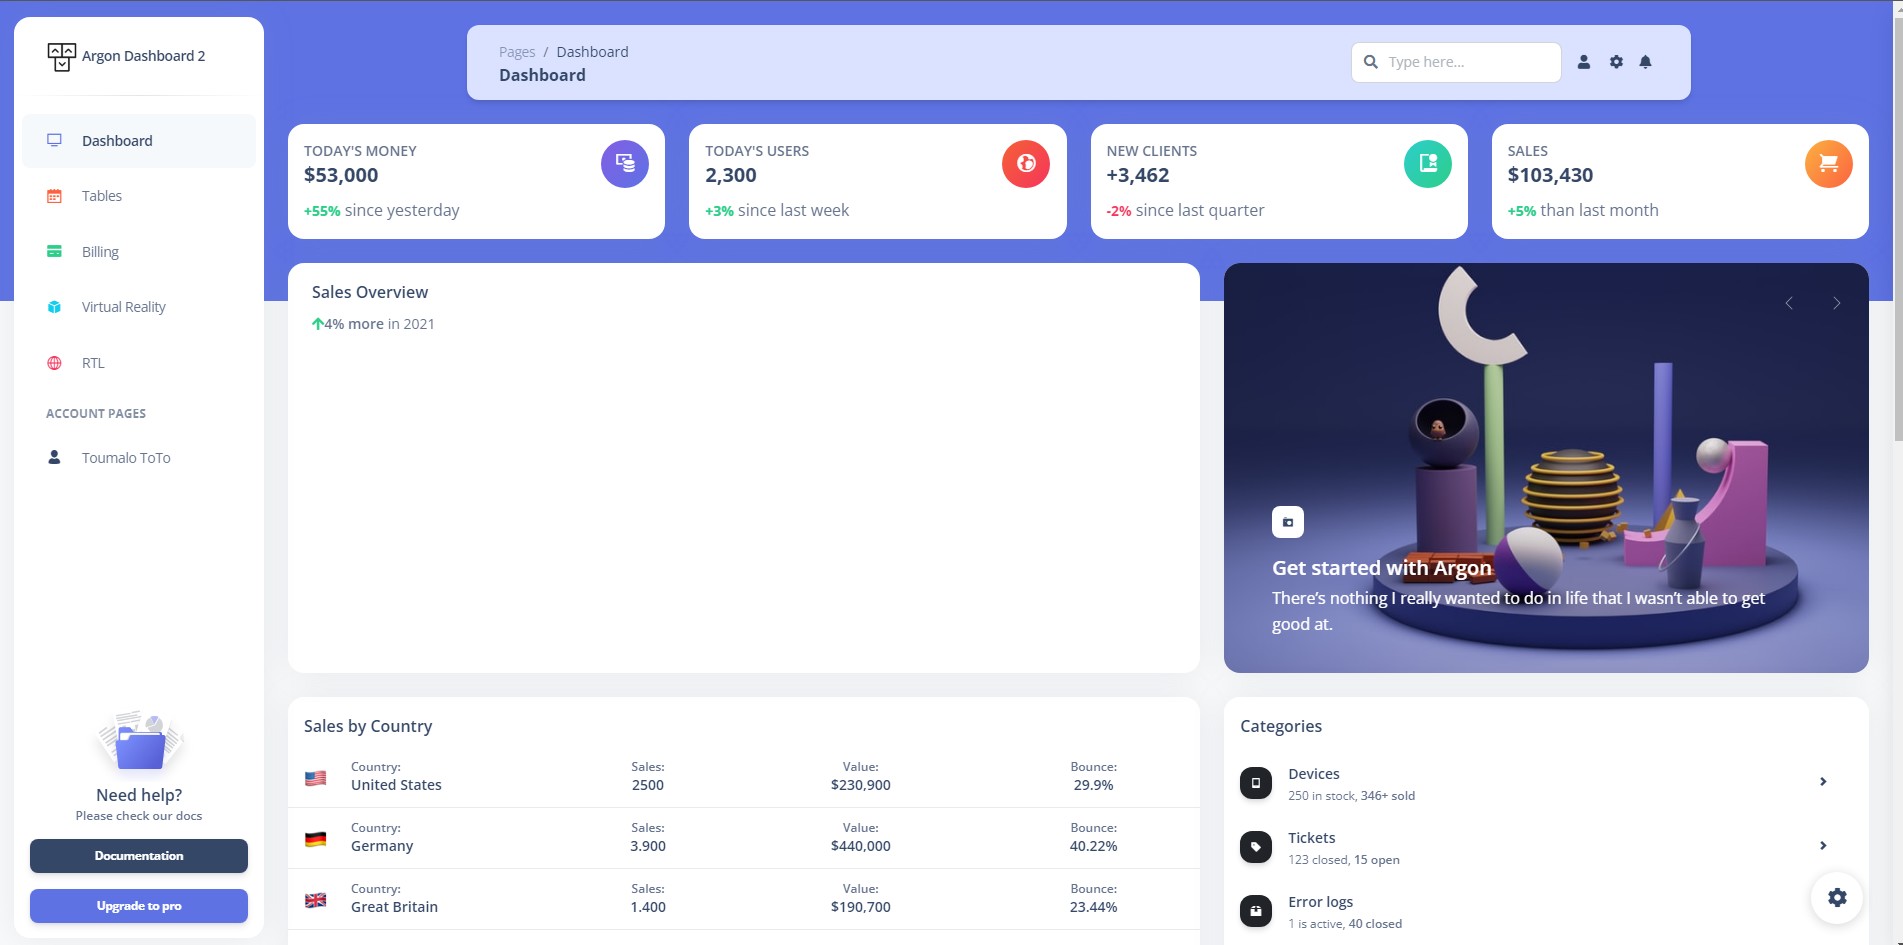 Argon Dashboard 2
Dashboard
Tables
Billing
Virtual Reality
RTL
ACCOUNT PAGES
Toumalo ToTo
Need help?
Please check our docs
Documentation
Upgrade to pro
Pages / Dashboard
Dashboard
Type here...
TODAY'S MONEY
$53,000
+55% since yesterday
TODAY'S USERS
2,300
+3% since last week
NEW CLIENTS
+3,462
-2% since last quarter
SALES
$103,430
+5% than last month
Sales Overview
4% more in 2021
Get started with Argon
There’s nothing I really wanted to do in life that I wasn’t able to get
good at.
Sales by Country
Country: Sales: Value: Bounce:
United States 2500 $230,900 29.9%
Country: Sales: Value: Bounce:
Germany 3.900 $440,000 40.22%
Country: Sales: Value: Bounce:
Great Britain 1.400 $190,700 23.44%
Categories
Devices
250 in stock, 346+ sold
Tickets
123 closed, 15 open
Error logs
1 is active, 40 closed